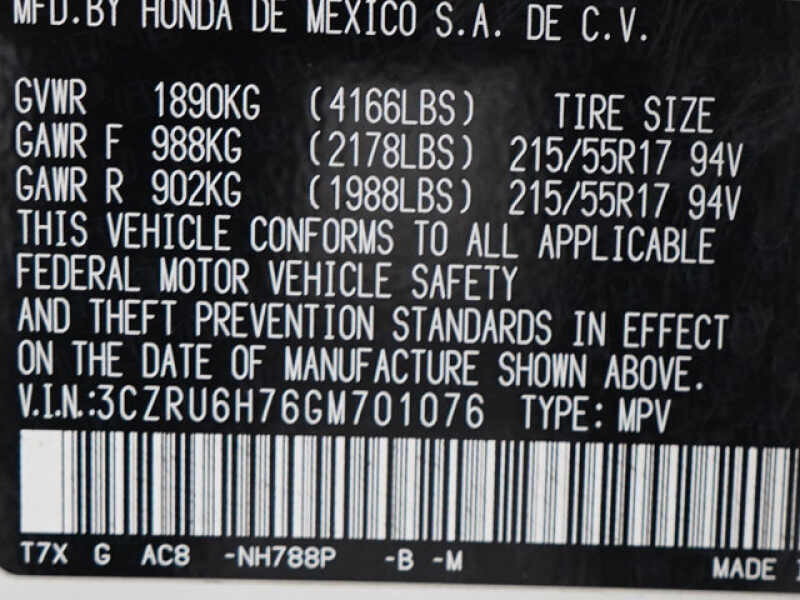 MFD.BY HONDA DE MEXICO S.A. DE C.V.
GVWR 1890KG (4166LBS) TIRE SIZE
GAWR F 988KG (2178LBS) 215/55R17 94V
GAWR R 902KG (1988LBS) 215/55R17 94V
THIS VEHICLE CONFORMS TO ALL APPLICABLE
FEDERAL MOTOR VEHICLE SAFETY
AND THEFT PREVENTION STANDARDS IN EFFECT
ON THE DATE OF MANUFACTURE SHOWN ABOVE.
V.I.N.:3CZRU6H76GM701076 TYPE: MPV
T7X G AC8 -NH788P -B -M MADE